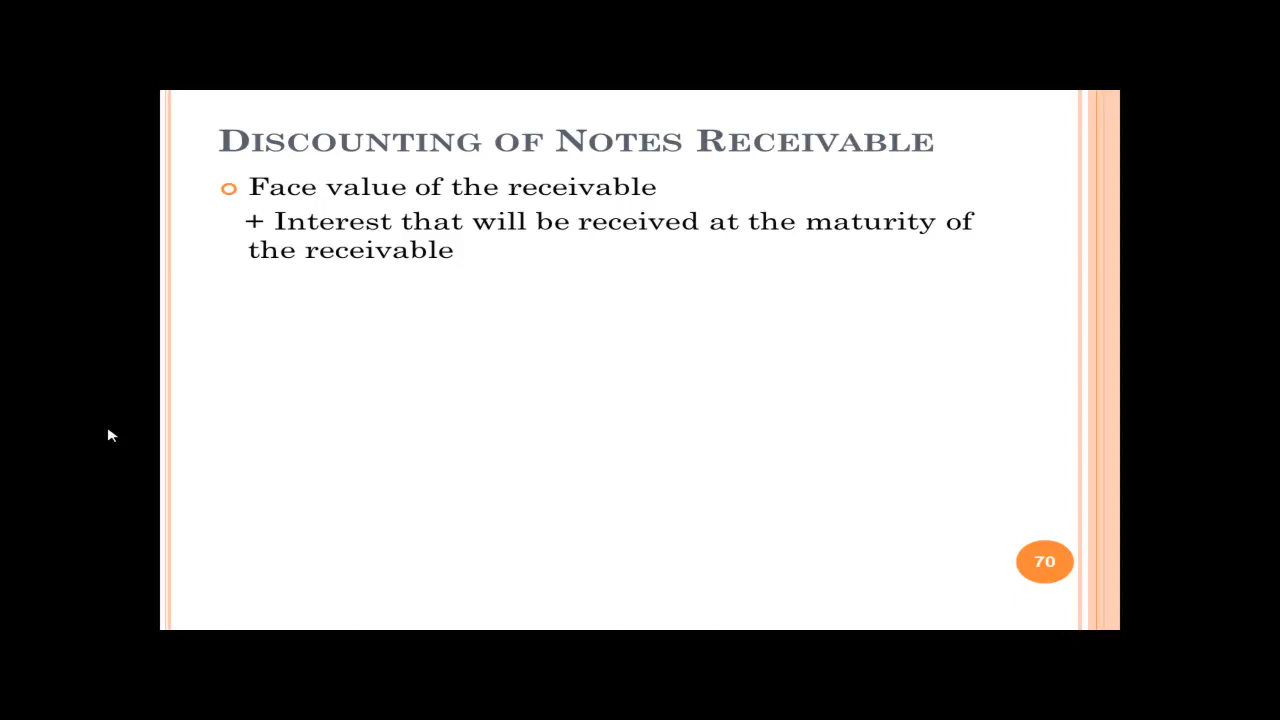 DISCOUNTING OF NOTES RECEIVABLE
Face value of the receivable
+ Interest that will be received at the maturity of
the receivable
70